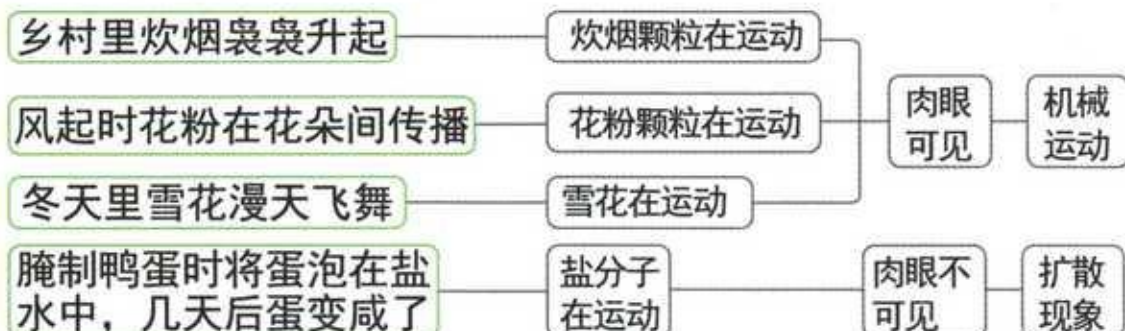 乡村里炊烟袅袅升起
炊烟颗粒在运动
风起时花粉在花朵间传播
花粉颗粒在运动
肉眼
可见
机械
运动
冬天里雪花漫天飞舞
雪花在运动
腌制鸭蛋时将蛋泡在盐
水中，几天后蛋变咸了
盐分子
在运动
肉眼不
可见
扩散
现象